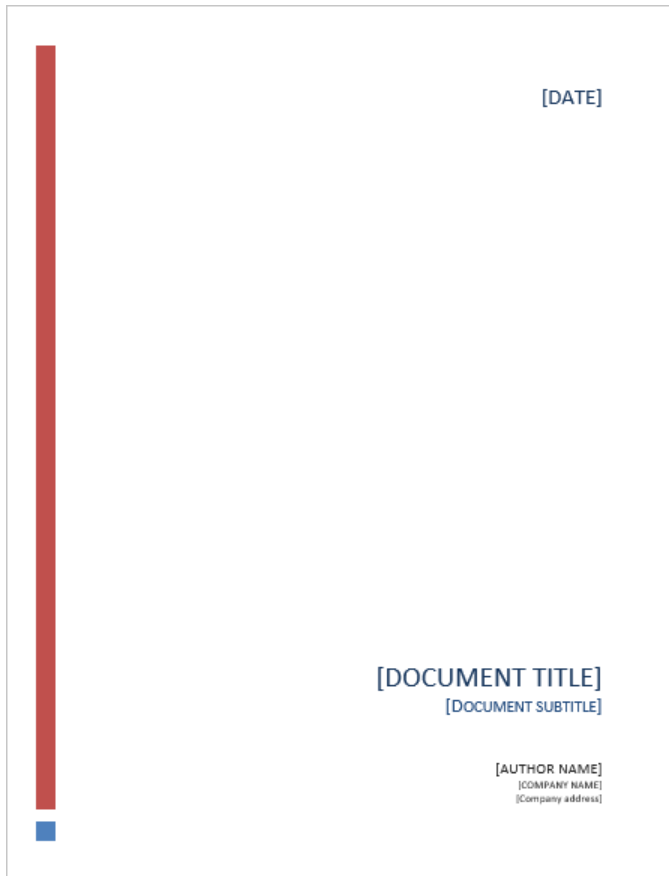 [DATE]
[DOCUMENT TITLE]
[DOCUMENT SUBTITLE]
[AUTHOR NAME]
[COMPANY NAME]
[Company address]